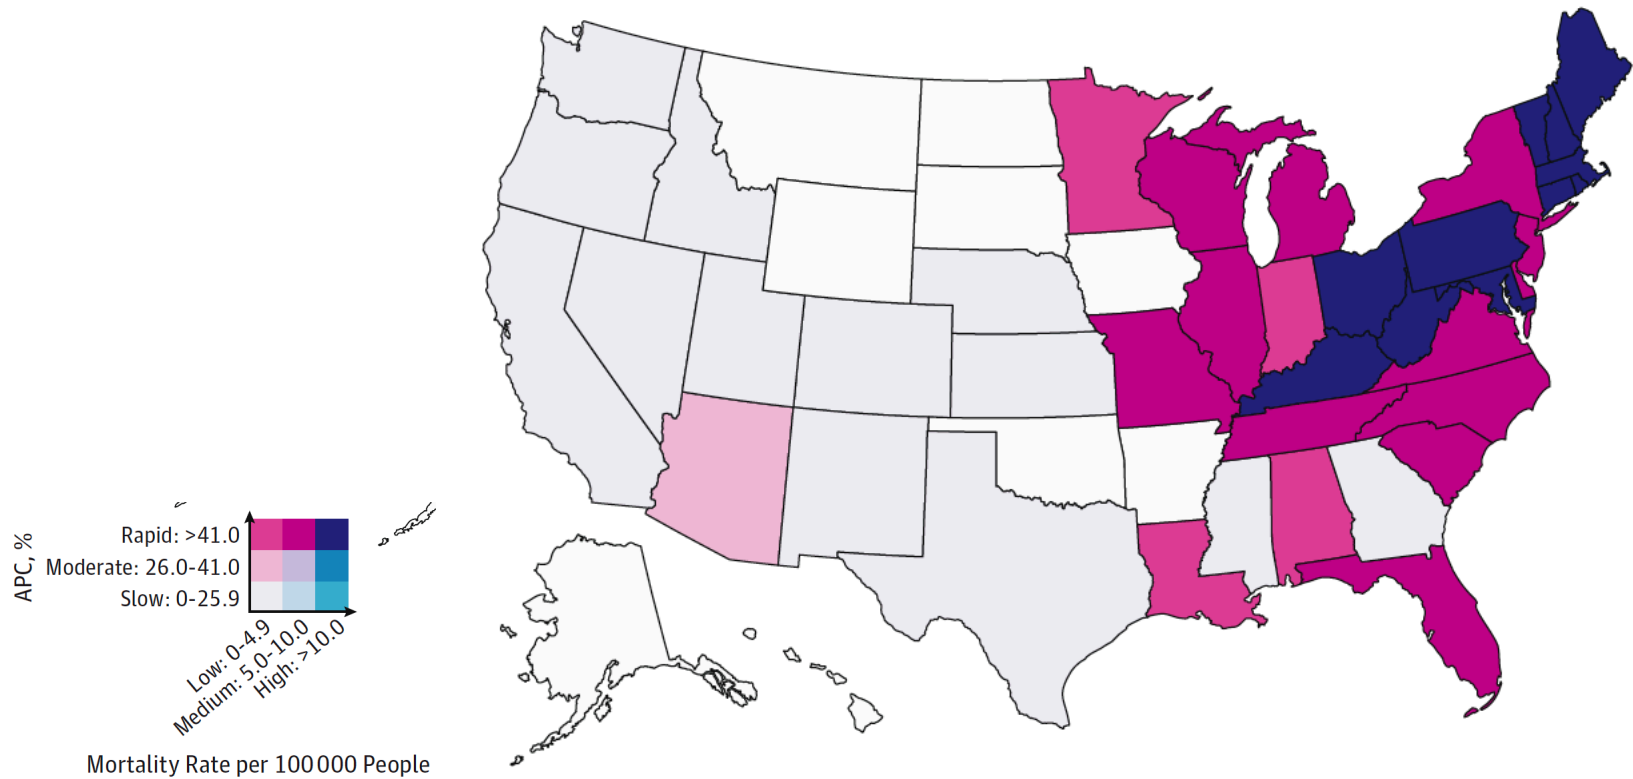 APC, %
Rapid: >41.0
Moderate: 26.0-41.0
Slow: 0-25.9
Low: 0-4.9
Medium: 5.0-10.0
High: >10.0
Mortality Rate per 100 000 People